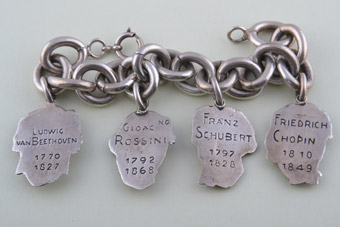 LUDWIG
VAN BEETHOVEN
1770
1827
GIOACNO
ROSSINI
1792
1868
FRANZ
SCHUBERT
1797
1828
FRIEDRICH
CHOPIN
1810
1849